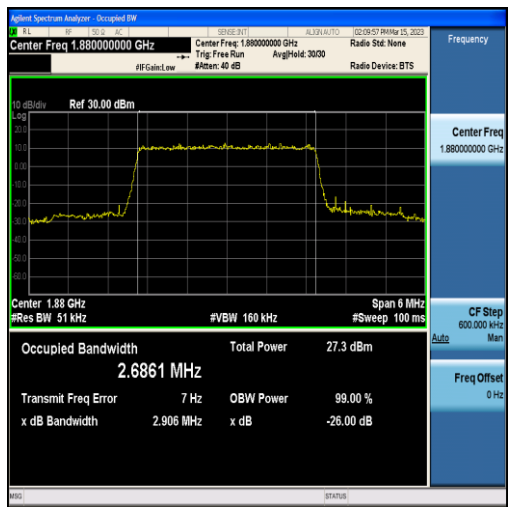 Agilent Spectrum Analyzer - Occupied BW
RL RF 50 Ω AC SENSE:INT ALIGN AUTO 02:09:57 PM Mar 15, 2023
Center Freq 1.880000000 GHz
Center Freq: 1.880000000 GHz
Radio Std: None
Trig: Free Run Avg|Hold: 30/30
#IFGain:Low #Atten: 40 dB Radio Device: BTS
Frequency
10 dB/div Ref 30.00 dBm
Log
20.0
10.0
0.00
-10.0
-20.0
-30.0
-40.0
-50.0
-60.0
Center Freq
1.880000000 GHz
Center 1.88 GHz Span 6 MHz
#Res BW 51 kHz #VBW 160 kHz #Sweep 100 ms
CF Step
600.000 kHz
Auto Man
Occupied Bandwidth Total Power 27.3 dBm
2.6861 MHz
Transmit Freq Error 7 Hz OBW Power 99.00 %
x dB Bandwidth 2.906 MHz x dB -26.00 dB
Freq Offset
0 Hz
MSG STATUS